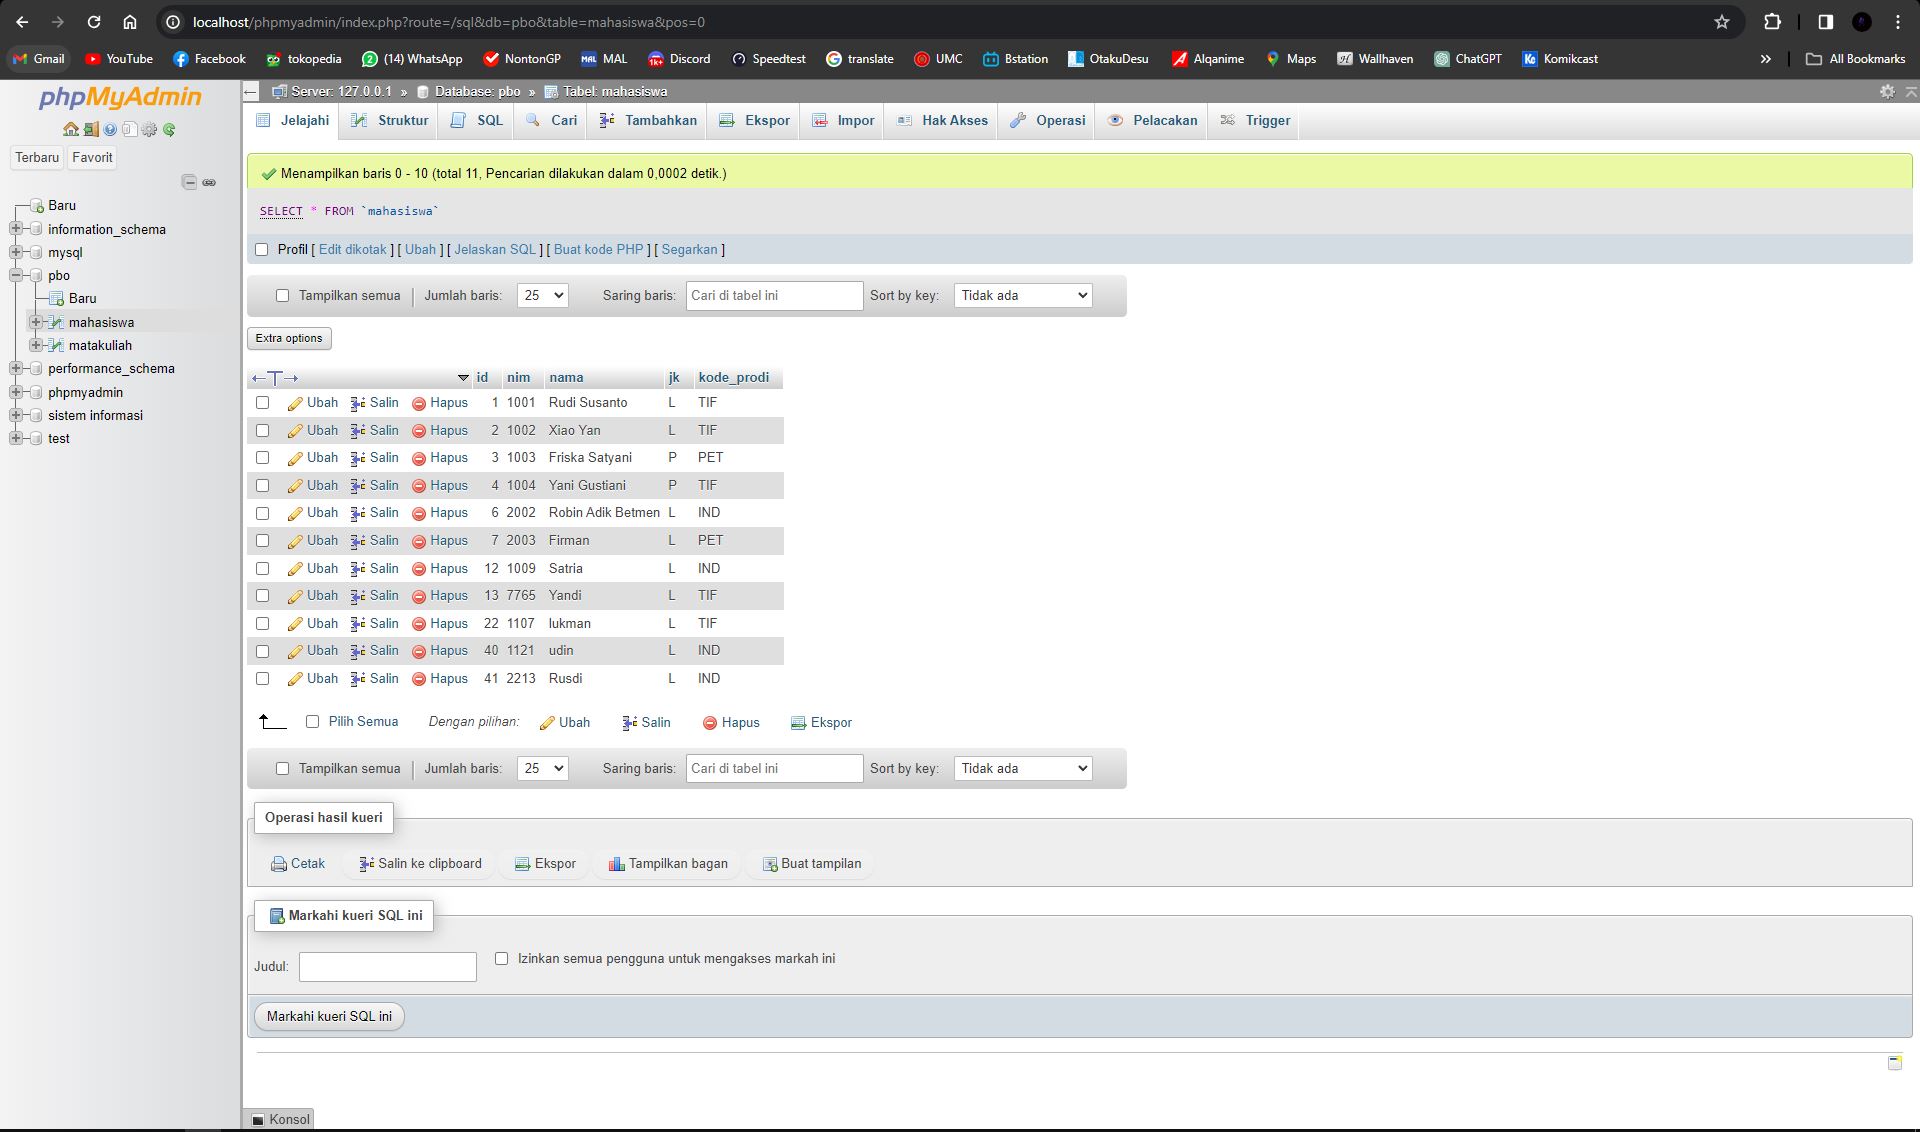 localhost/phpmyadmin/index.php?route=/sql&db=pbo&table=mahasiswa&pos=0
Gmail YouTube Facebook tokopedia (14) WhatsApp NontonGP MAL Discord Speedtest translate UMC Bstation OtakuDesu Alqanime Maps Wallhaven ChatGPT Komikcast » All Bookmarks
phpMyAdmin
Terbaru Favorit
Baru
information_schema
mysql
pbo
Baru
mahasiswa
matakuliah
performance_schema
phpmyadmin
sistem informasi
test
Server: 127.0.0.1 » Database: pbo » Tabel: mahasiswa
Jelajahi Struktur SQL Cari Tambahkan Ekspor Impor Hak Akses Operasi Pelacakan Trigger
Menampilkan baris 0 - 10 (total 11, Pencarian dilakukan dalam 0,0002 detik.)
SELECT * FROM `mahasiswa`
Profil [ Edit dikotak ] [ Ubah ] [ Jelaskan SQL ] [ Buat kode PHP ] [ Segarkan ]
Tampilkan semua | Jumlah baris: 25 Saring baris: Cari di tabel ini Sort by key: Tidak ada
Extra options
←T→ id nim nama jk kode_prodi
Ubah Salin Hapus 1 1001 Rudi Susanto L TIF
Ubah Salin Hapus 2 1002 Xiao Yan L TIF
Ubah Salin Hapus 3 1003 Friska Satyani P PET
Ubah Salin Hapus 4 1004 Yani Gustiani P TIF
Ubah Salin Hapus 6 2002 Robin Adik Betmen L IND
Ubah Salin Hapus 7 2003 Firman L PET
Ubah Salin Hapus 12 1009 Satria L IND
Ubah Salin Hapus 13 7765 Yandi L TIF
Ubah Salin Hapus 22 1107 lukman L TIF
Ubah Salin Hapus 40 1121 udin L IND
Ubah Salin Hapus 41 2213 Rusdi L IND
Pilih Semua Dengan pilihan: Ubah Salin Hapus Ekspor
Tampilkan semua | Jumlah baris: 25 Saring baris: Cari di tabel ini Sort by key: Tidak ada
Operasi hasil kueri
Cetak Salin ke clipboard Ekspor Tampilkan bagan Buat tampilan
Markahi kueri SQL ini
Judul: Izinkan semua pengguna untuk mengakses markah ini
Markahi kueri SQL ini
Konsol